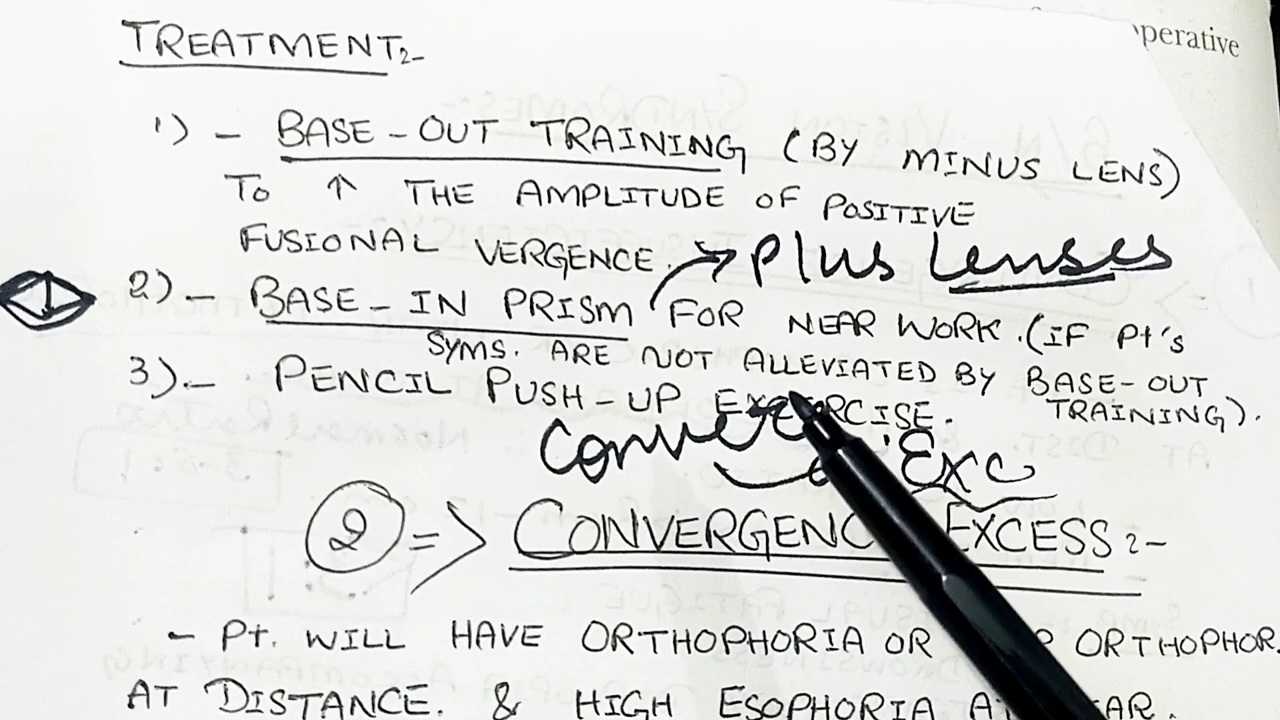 perative
TREATMENT:-
1) - BASE-OUT TRAINING (BY MINUS LENS)
TO ↑ THE AMPLITUDE OF POSITIVE
FUSIONAL VERGENCE. → Plus Lenses
2) - BASE-IN PRISM FOR NEAR WORK. (IF Pt's
SYMS. ARE NOT ALLEVIATED BY BASE-OUT
TRAINING).
3).- PENCIL PUSH-UP EXERCISE.
Exc
2 => CONVERGENC EXCESS :-
- Pt. WILL HAVE ORTHOPHORIA OR ORTHOPHOR.
AT DISTANCE. & HIGH ESOPHORIA